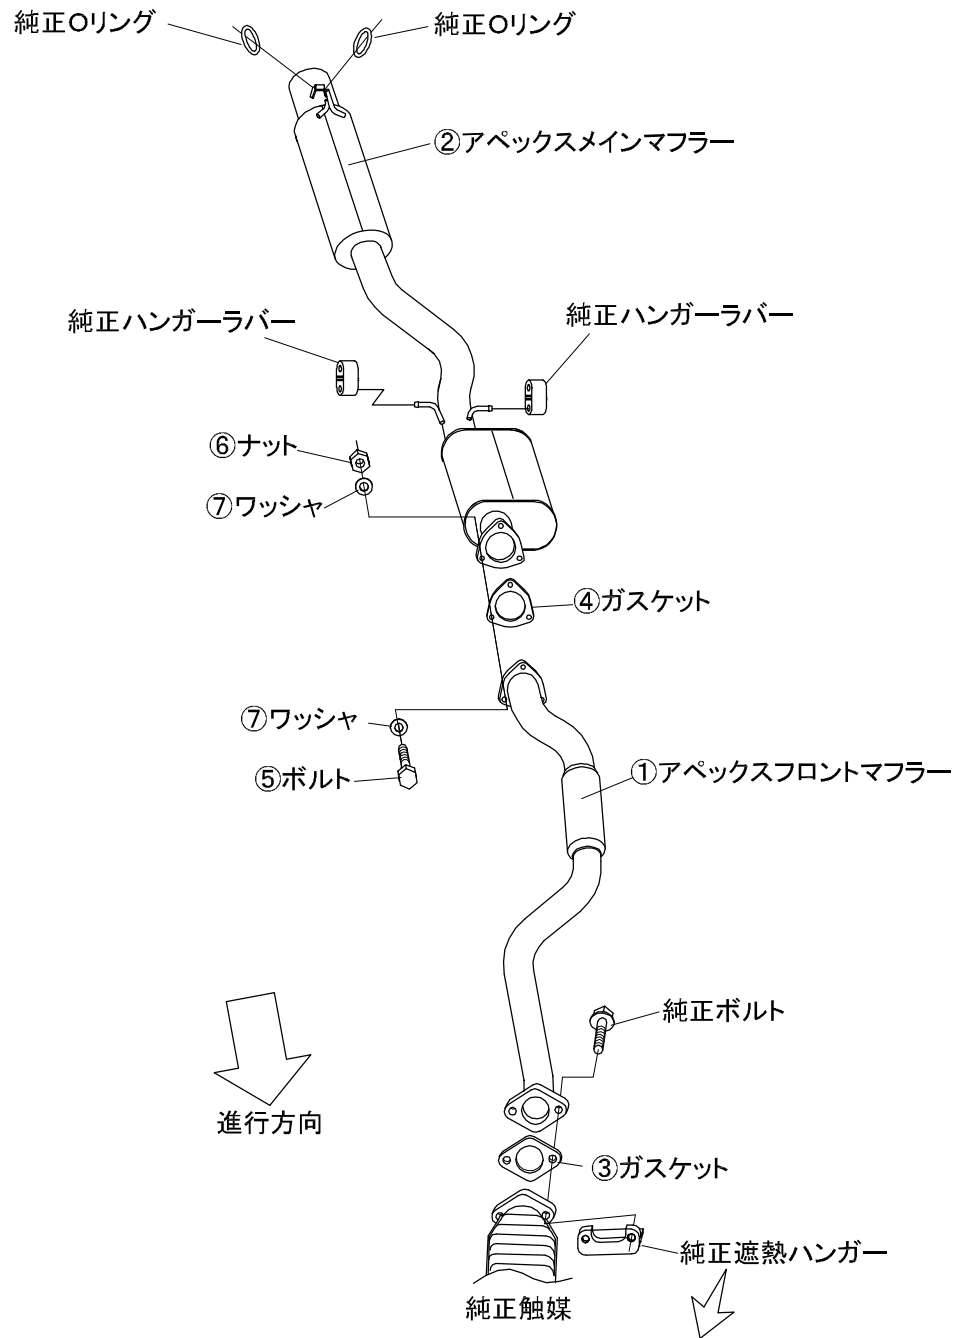 純正Oリング
純正Oリング
②アペックスメインマフラー
純正ハンガーラバー
純正ハンガーラバー
⑥ナット
⑦ワッシャ
④ガスケット
⑦ワッシャ
⑤ボルト
①アペックスフロントマフラー
純正ボルト
進行方向
③ガスケット
純正遮熱ハンガー
純正触媒